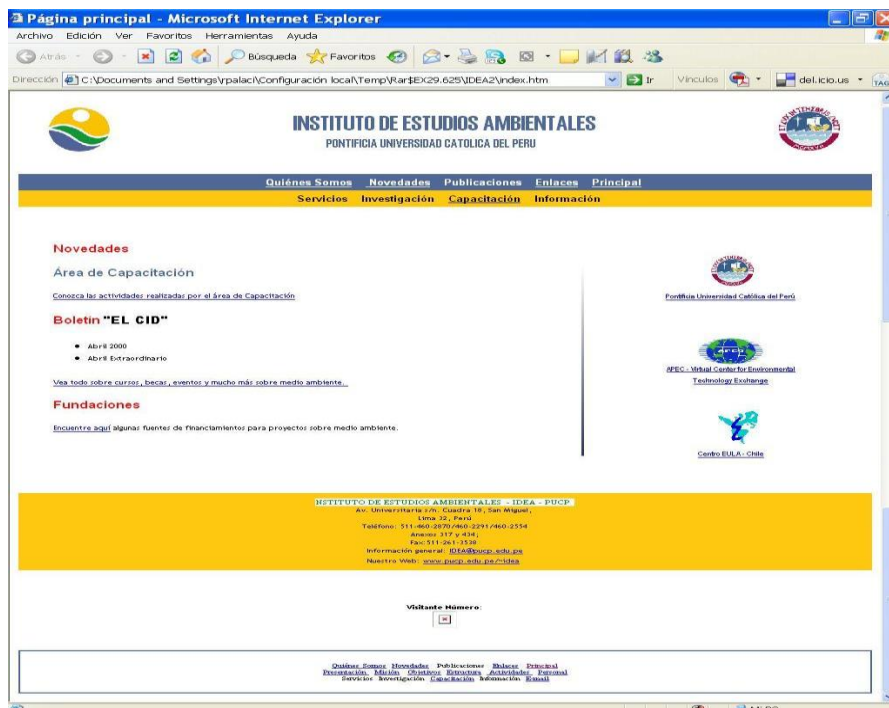 Página principal - Microsoft Internet Explorer
Archivo Edición Ver Favoritos Herramientas Ayuda
Atrás Búsqueda Favoritos
Dirección C:\Documents and Settings\rpalaci\Configuración local\Temp\Rar$EX29.625\IDEA2\index.htm Ir Vínculos del.icio.us TAG
INSTITUTO DE ESTUDIOS AMBIENTALES
PONTIFICIA UNIVERSIDAD CATOLICA DEL PERU
Quiénes Somos Novedades Publicaciones Enlaces Principal
Servicios Investigación Capacitación Información
Novedades
Área de Capacitación
Conozca las actividades realizadas por el área de Capacitación
Boletín "EL CID"
Abril 2000
Abril Extraordinario
Vea todo sobre cursos, becas, eventos y mucho más sobre medio ambiente.
Fundaciones
Encuentre aquí algunas fuentes de financiamientos para proyectos sobre medio ambiente.
Pontificia Universidad Católica del Perú
APEC - Virtual Center for Environmental
Technology Exchange
Centro EULA - Chile
NSTITUTO DE ESTUDIOS AMBIENTALES - IDEA - PUCP
Av. Universitaria s/n. Cuadra 18, San Miguel,
Lima 32, Perú
Teléfono: 511-460-2870/460-2291/460-2554
Anexos 317 y 434;
Fax: 511-261-3538
Información general: IDEA@pucp.edu.pe
Nuestro Web: www.pucp.edu.pe/~idea
Visitante Número:
Quiénes Somos Novedades Publicaciones Enlaces Principal
Presentación Misión Objetivos Estructura Actividades Personal
Servicios Investigación Capacitación Información E-mail